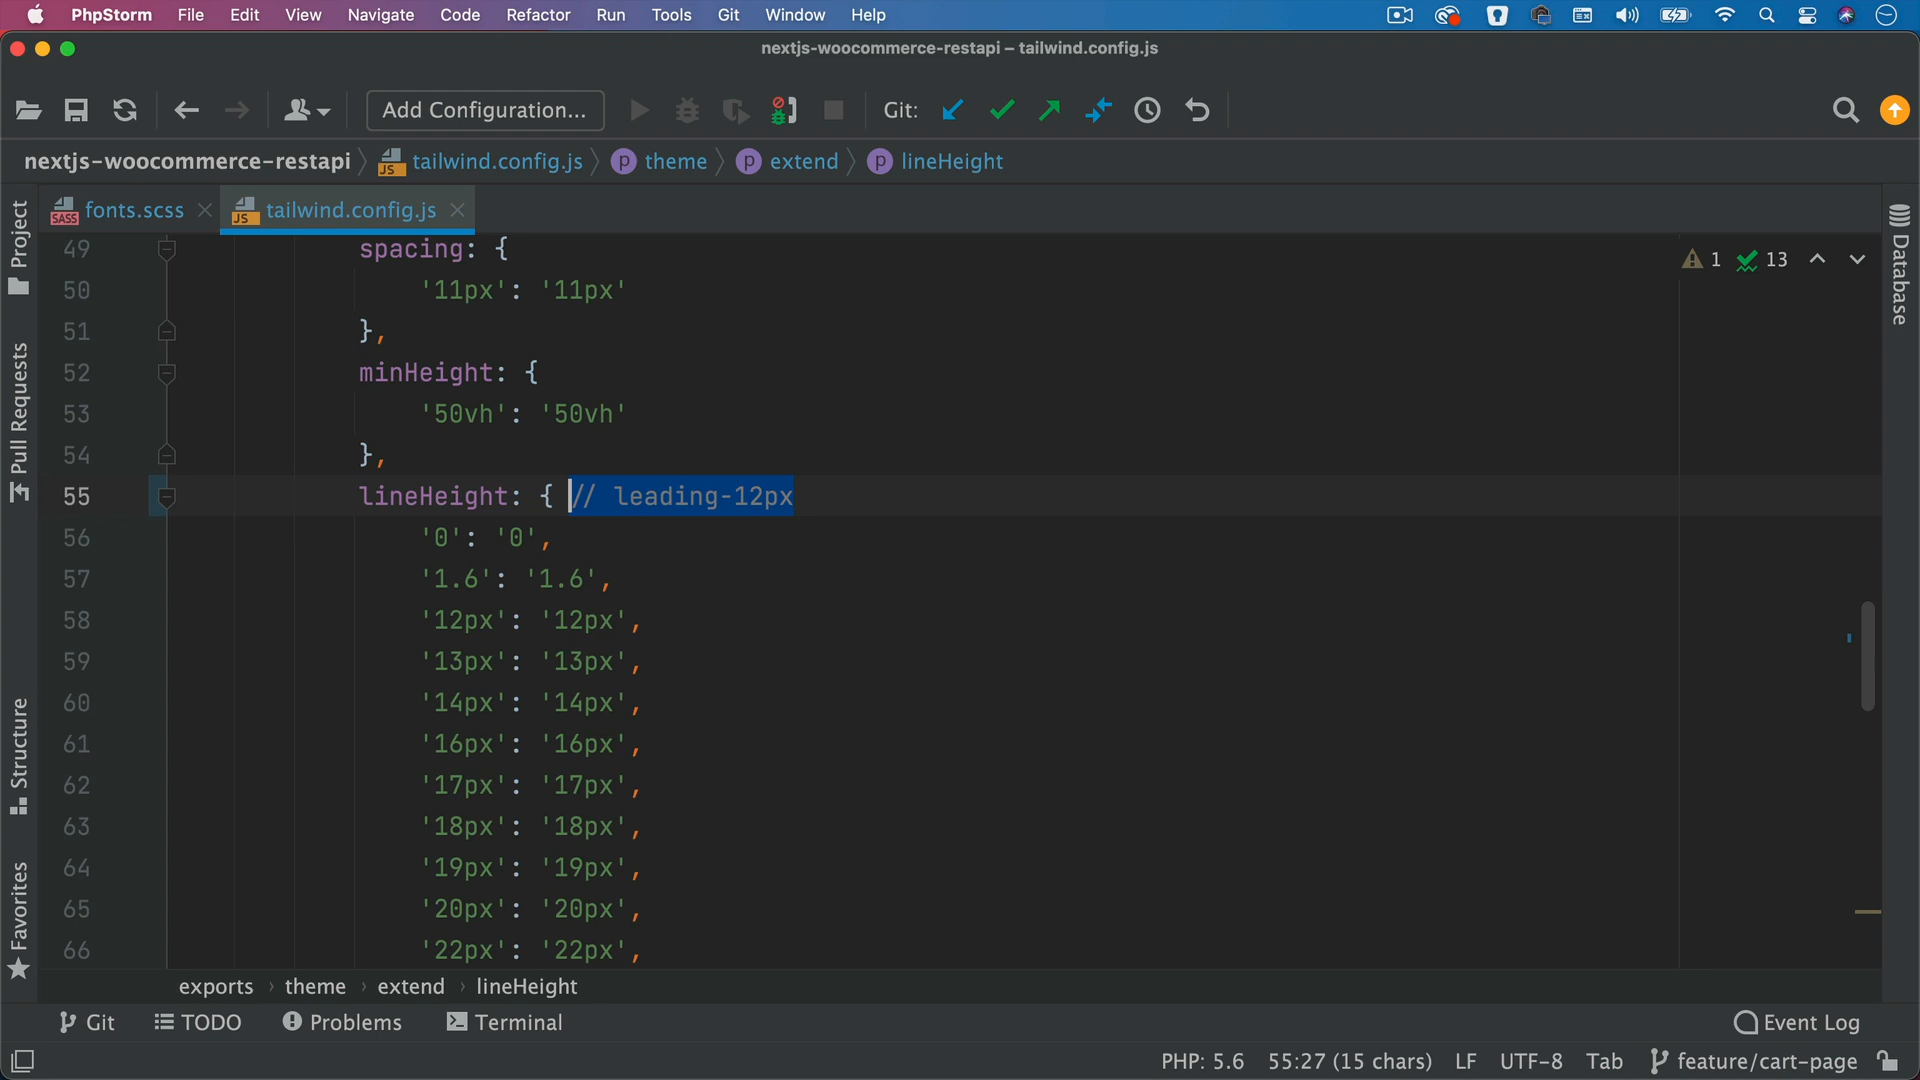 PhpStorm File Edit View Navigate Code Refactor Run Tools Git Window Help
nextjs-woocommerce-restapi – tailwind.config.js
Add Configuration... Git:
nextjs-woocommerce-restapi tailwind.config.js theme extend lineHeight
fonts.scss tailwind.config.js
Project
Pull Requests
Structure
Favorites
Database
1 13
49 spacing: {
50 '11px': '11px'
51 },
52 minHeight: {
53 '50vh': '50vh'
54 },
55 lineHeight: { // leading-12px
56 '0': '0',
57 '1.6': '1.6',
58 '12px': '12px',
59 '13px': '13px',
60 '14px': '14px',
61 '16px': '16px',
62 '17px': '17px',
63 '18px': '18px',
64 '19px': '19px',
65 '20px': '20px',
66 '22px': '22px',
exports › theme › extend › lineHeight
Git TODO Problems Terminal Event Log
PHP: 5.6 55:27 (15 chars) LF UTF-8 Tab feature/cart-page